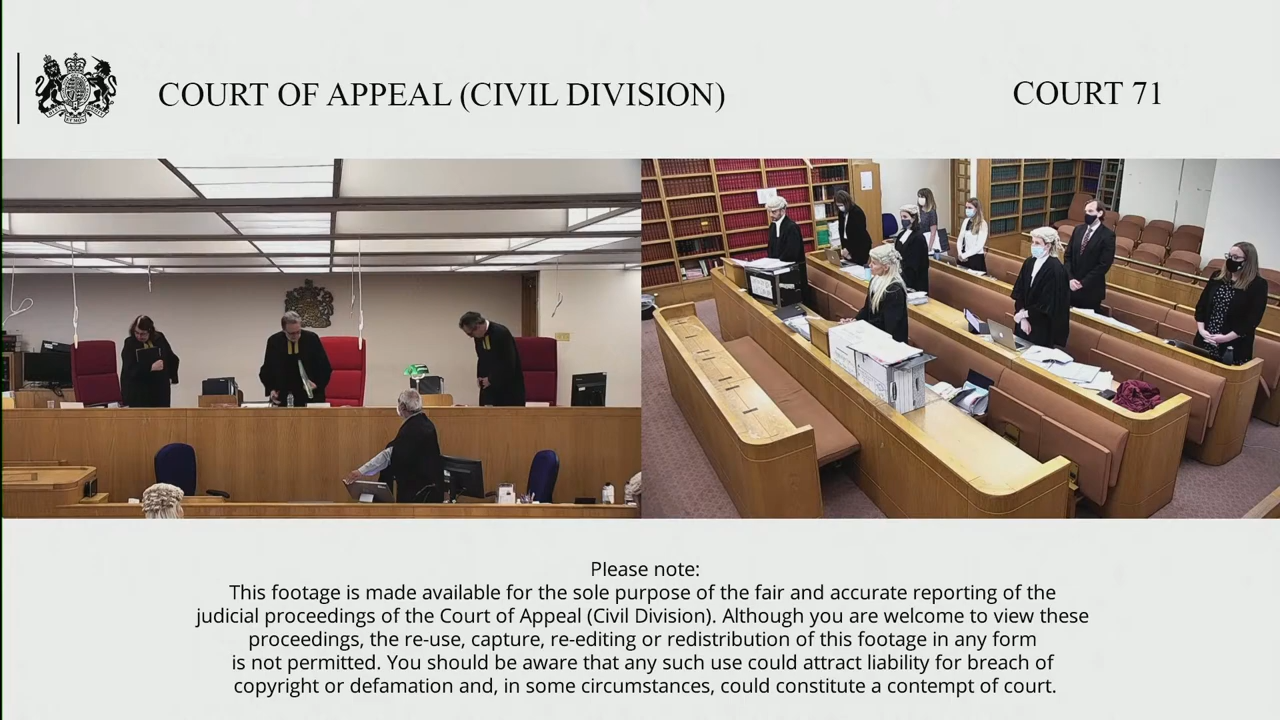 COURT OF APPEAL (CIVIL DIVISION)
COURT 71
Please note:
This footage is made available for the sole purpose of the fair and accurate reporting of the
judicial proceedings of the Court of Appeal (Civil Division). Although you are welcome to view these
proceedings, the re-use, capture, re-editing or redistribution of this footage in any form
is not permitted. You should be aware that any such use could attract liability for breach of
copyright or defamation and, in some circumstances, could constitute a contempt of court.